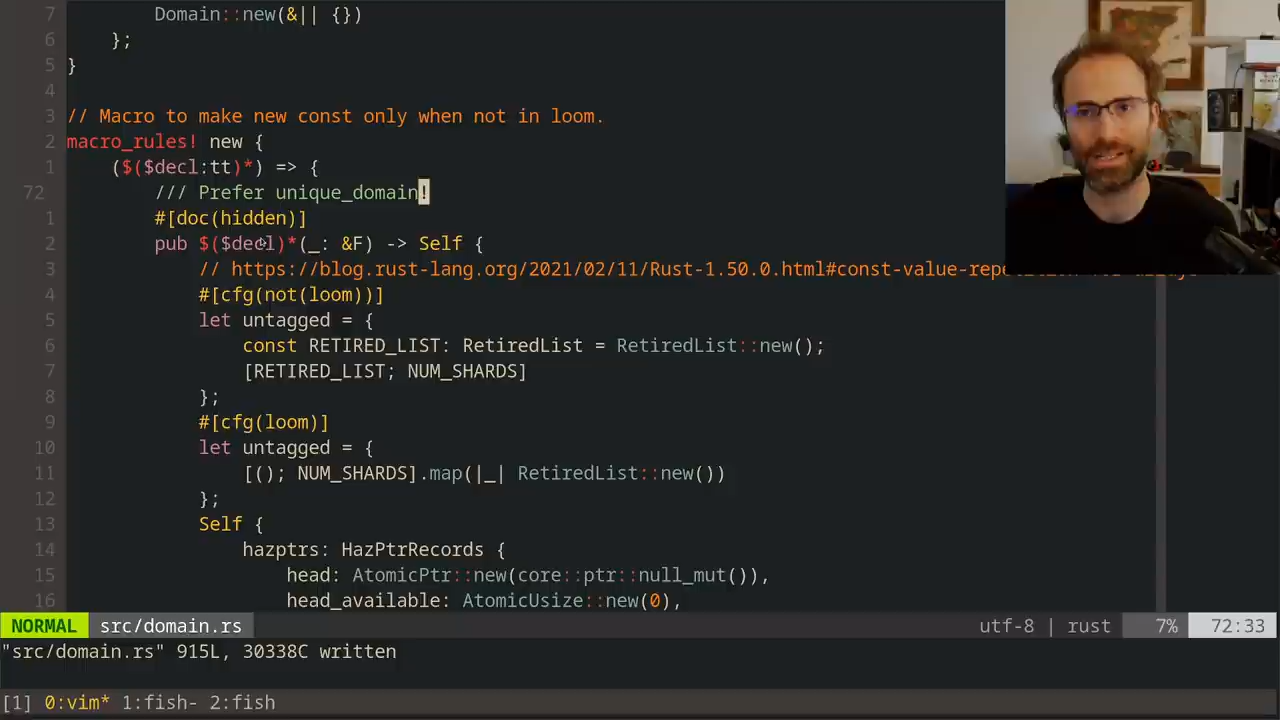 7 Domain::new(&|| {})
6 };
5 }
4
3 // Macro to make new const only when not in loom.
2 macro_rules! new {
1 ($($decl:tt)*) => {
72 /// Prefer unique_domain!
1 #[doc(hidden)]
2 pub $($decl)*(_: &F) -> Self {
3 // https://blog.rust-lang.org/2021/02/11/Rust-1.50.0.html#const-value-
4 #[cfg(not(loom))]
5 let untagged = {
6 const RETIRED_LIST: RetiredList = RetiredList::new();
7 [RETIRED_LIST; NUM_SHARDS]
8 };
9 #[cfg(loom)]
10 let untagged = {
11 [(); NUM_SHARDS].map(|_| RetiredList::new())
12 };
13 Self {
14 hazptrs: HazPtrRecords {
15 head: AtomicPtr::new(core::ptr::null_mut()),
16 head_available: AtomicUsize::new(0),
NORMAL src/domain.rs utf-8 | rust 7% 72:33
"src/domain.rs" 915L, 30338C written
[1] 0:vim* 1:fish- 2:fish